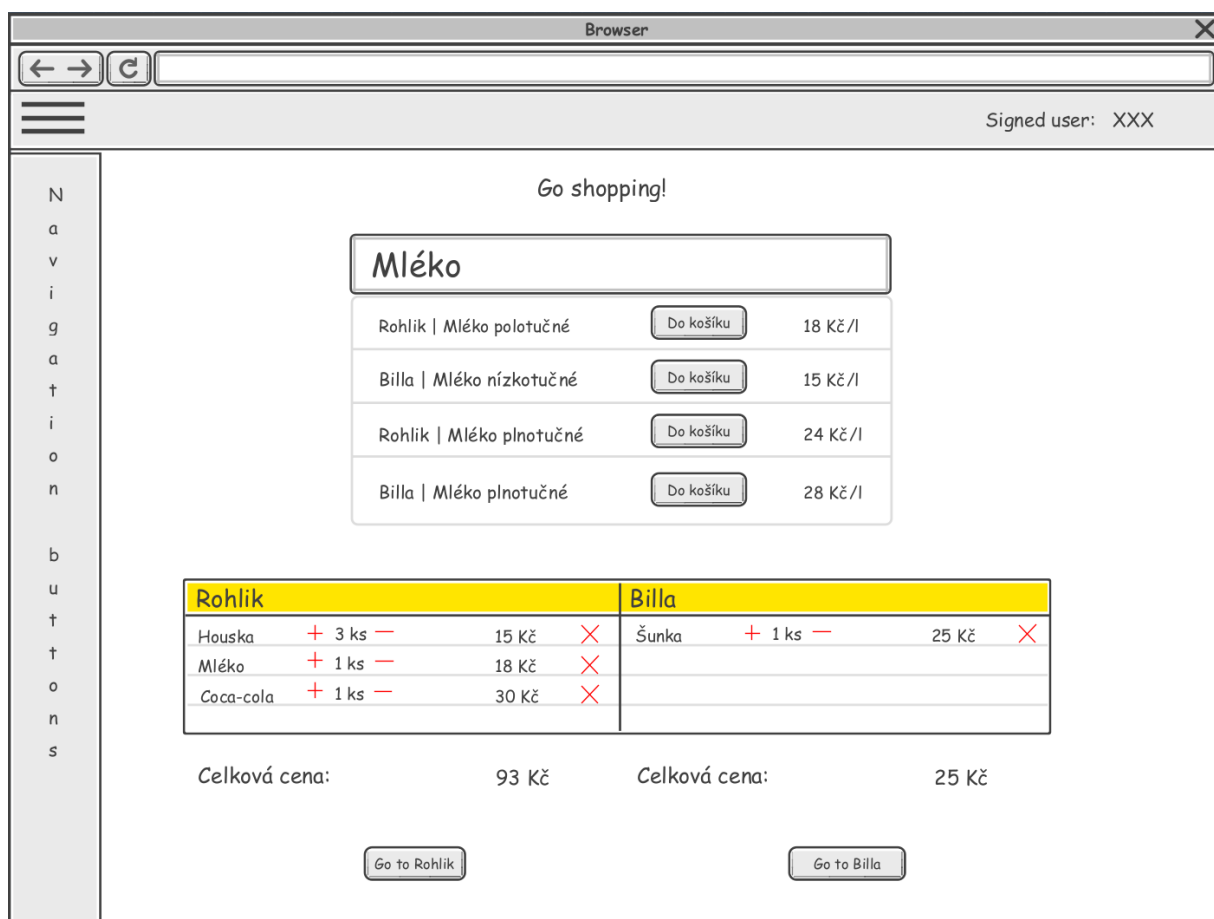 Browser
Signed user: XXX
Navigation buttons
Go shopping!
Mléko
Rohlik | Mléko polotučné Do košíku 18 Kč/l
Billa | Mléko nízkotučné Do košíku 15 Kč/l
Rohlik | Mléko plnotučné Do košíku 24 Kč/l
Billa | Mléko plnotučné Do košíku 28 Kč/l
Rohlik Billa
Houska + 3 ks — 15 Kč Šunka + 1 ks — 25 Kč
Mléko + 1 ks — 18 Kč
Coca-cola + 1 ks — 30 Kč
Celková cena: 93 Kč Celková cena: 25 Kč
Go to Rohlik Go to Billa